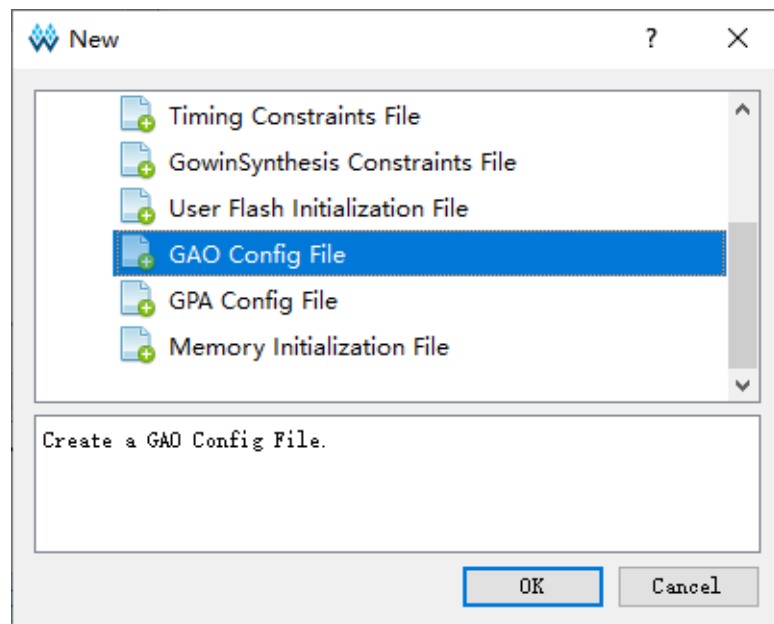 New
Timing Constraints File
GowinSynthesis Constraints File
User Flash Initialization File
GAO Config File
GPA Config File
Memory Initialization File
Create a GAO Config File.
OK Cancel